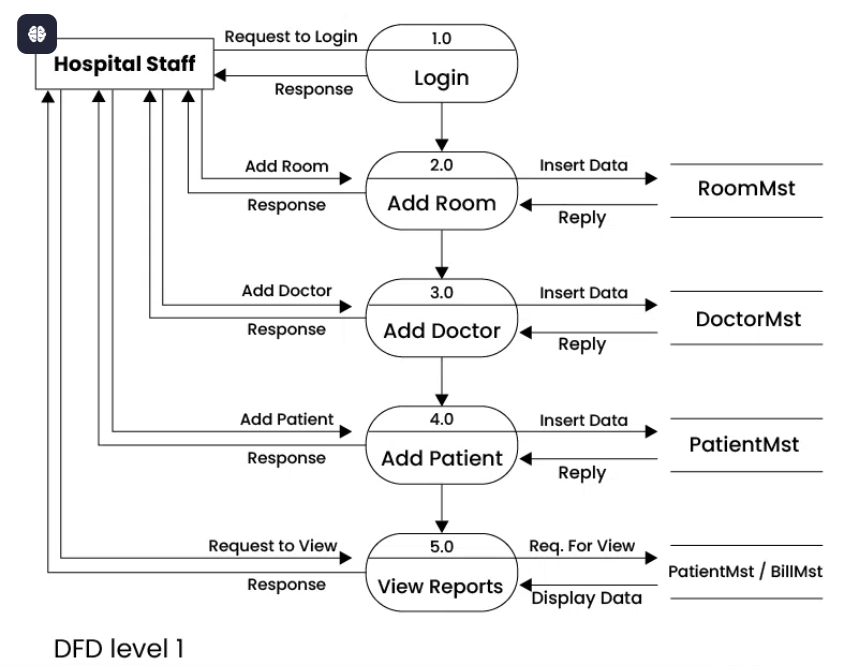 Request to Login
1.0
Hospital Staff
Login
Response
Add Room
2.0
Insert Data
Response
Add Room
Reply
RoomMst
Add Doctor
3.0
Insert Data
Response
Add Doctor
Reply
DoctorMst
Add Patient
4.0
Insert Data
Response
Add Patient
Reply
PatientMst
Request to View
5.0
Req. For View
Response
View Reports
Display Data
PatientMst / BillMst
DFD level 1